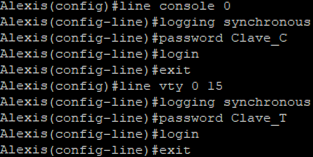 Alexis(config)#line console 0
Alexis(config-line)#logging synchronous
Alexis(config-line)#password Clave_C
Alexis(config-line)#login
Alexis(config-line)#exit
Alexis(config)#line vty 0 15
Alexis(config-line)#logging synchronous
Alexis(config-line)#password Clave_T
Alexis(config-line)#login
Alexis(config-line)#exit